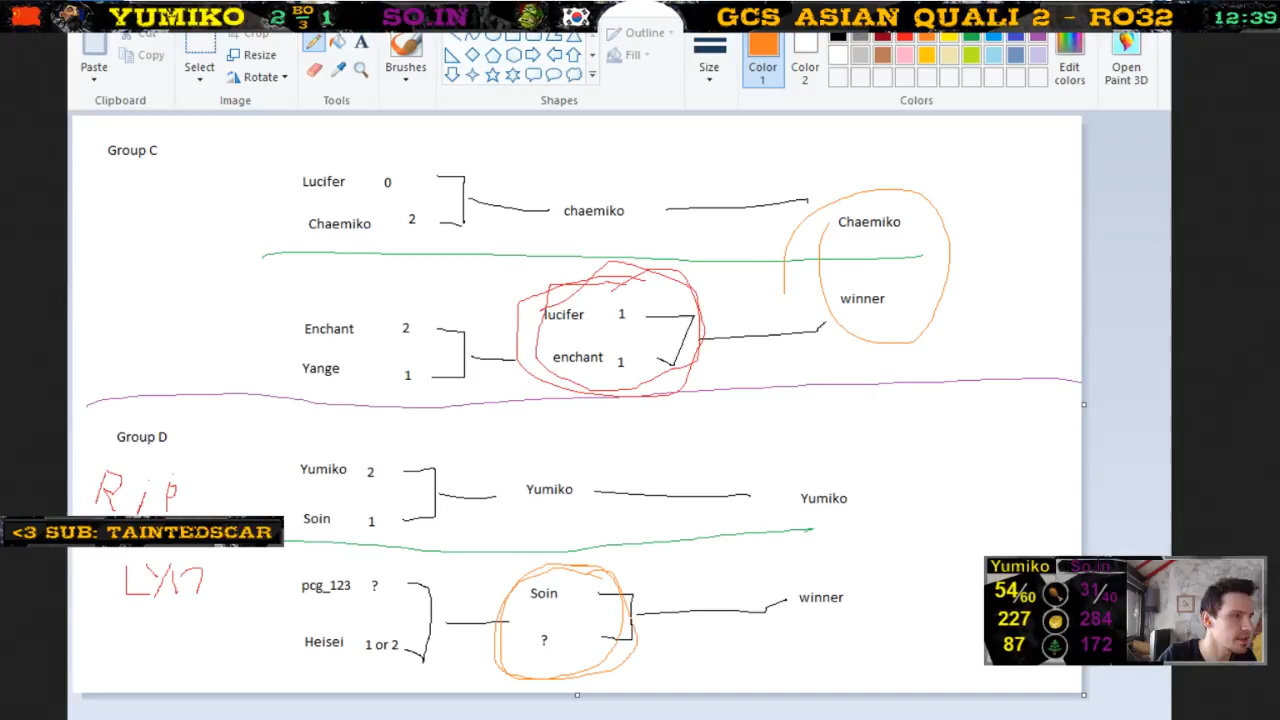 YUMIKO 2 BO 3 1 SO.IN GCS ASIAN QUALI 2 - RO32 12:39
Cut Crop
Paste Copy Select Resize Rotate Brushes Outline Fill Size Color 1 Color 2 Edit colors Open Paint 3D
Clipboard Image Tools Shapes Colors
Group C
Lucifer 0
chaemiko
Chaemiko 2
Chaemiko
winner
lucifer 1
Enchant 2
enchant 1
Yange 1
Group D
Yumiko 2
Yumiko
Yumiko
Rip
Soin 1
<3 SUB: TAINTEDSCAR
LYn
pcg_123 ?
Soin
winner
?
Heisei 1 or 2
Yumiko So.in
54/60 31/40
227 284
87 172